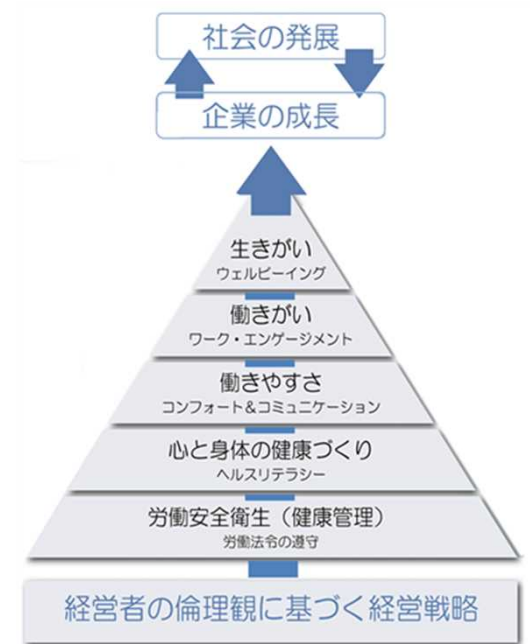 社会の発展
企業の成長
生きがい
ウェルビーイング
働きがい
ワーク・エンゲージメント
働きやすさ
コンフォート&コミュニケーション
心と身体の健康づくり
ヘルスリテラシー
労働安全衛生（健康管理）
労働法令の遵守
経営者の倫理観に基づく経営戦略